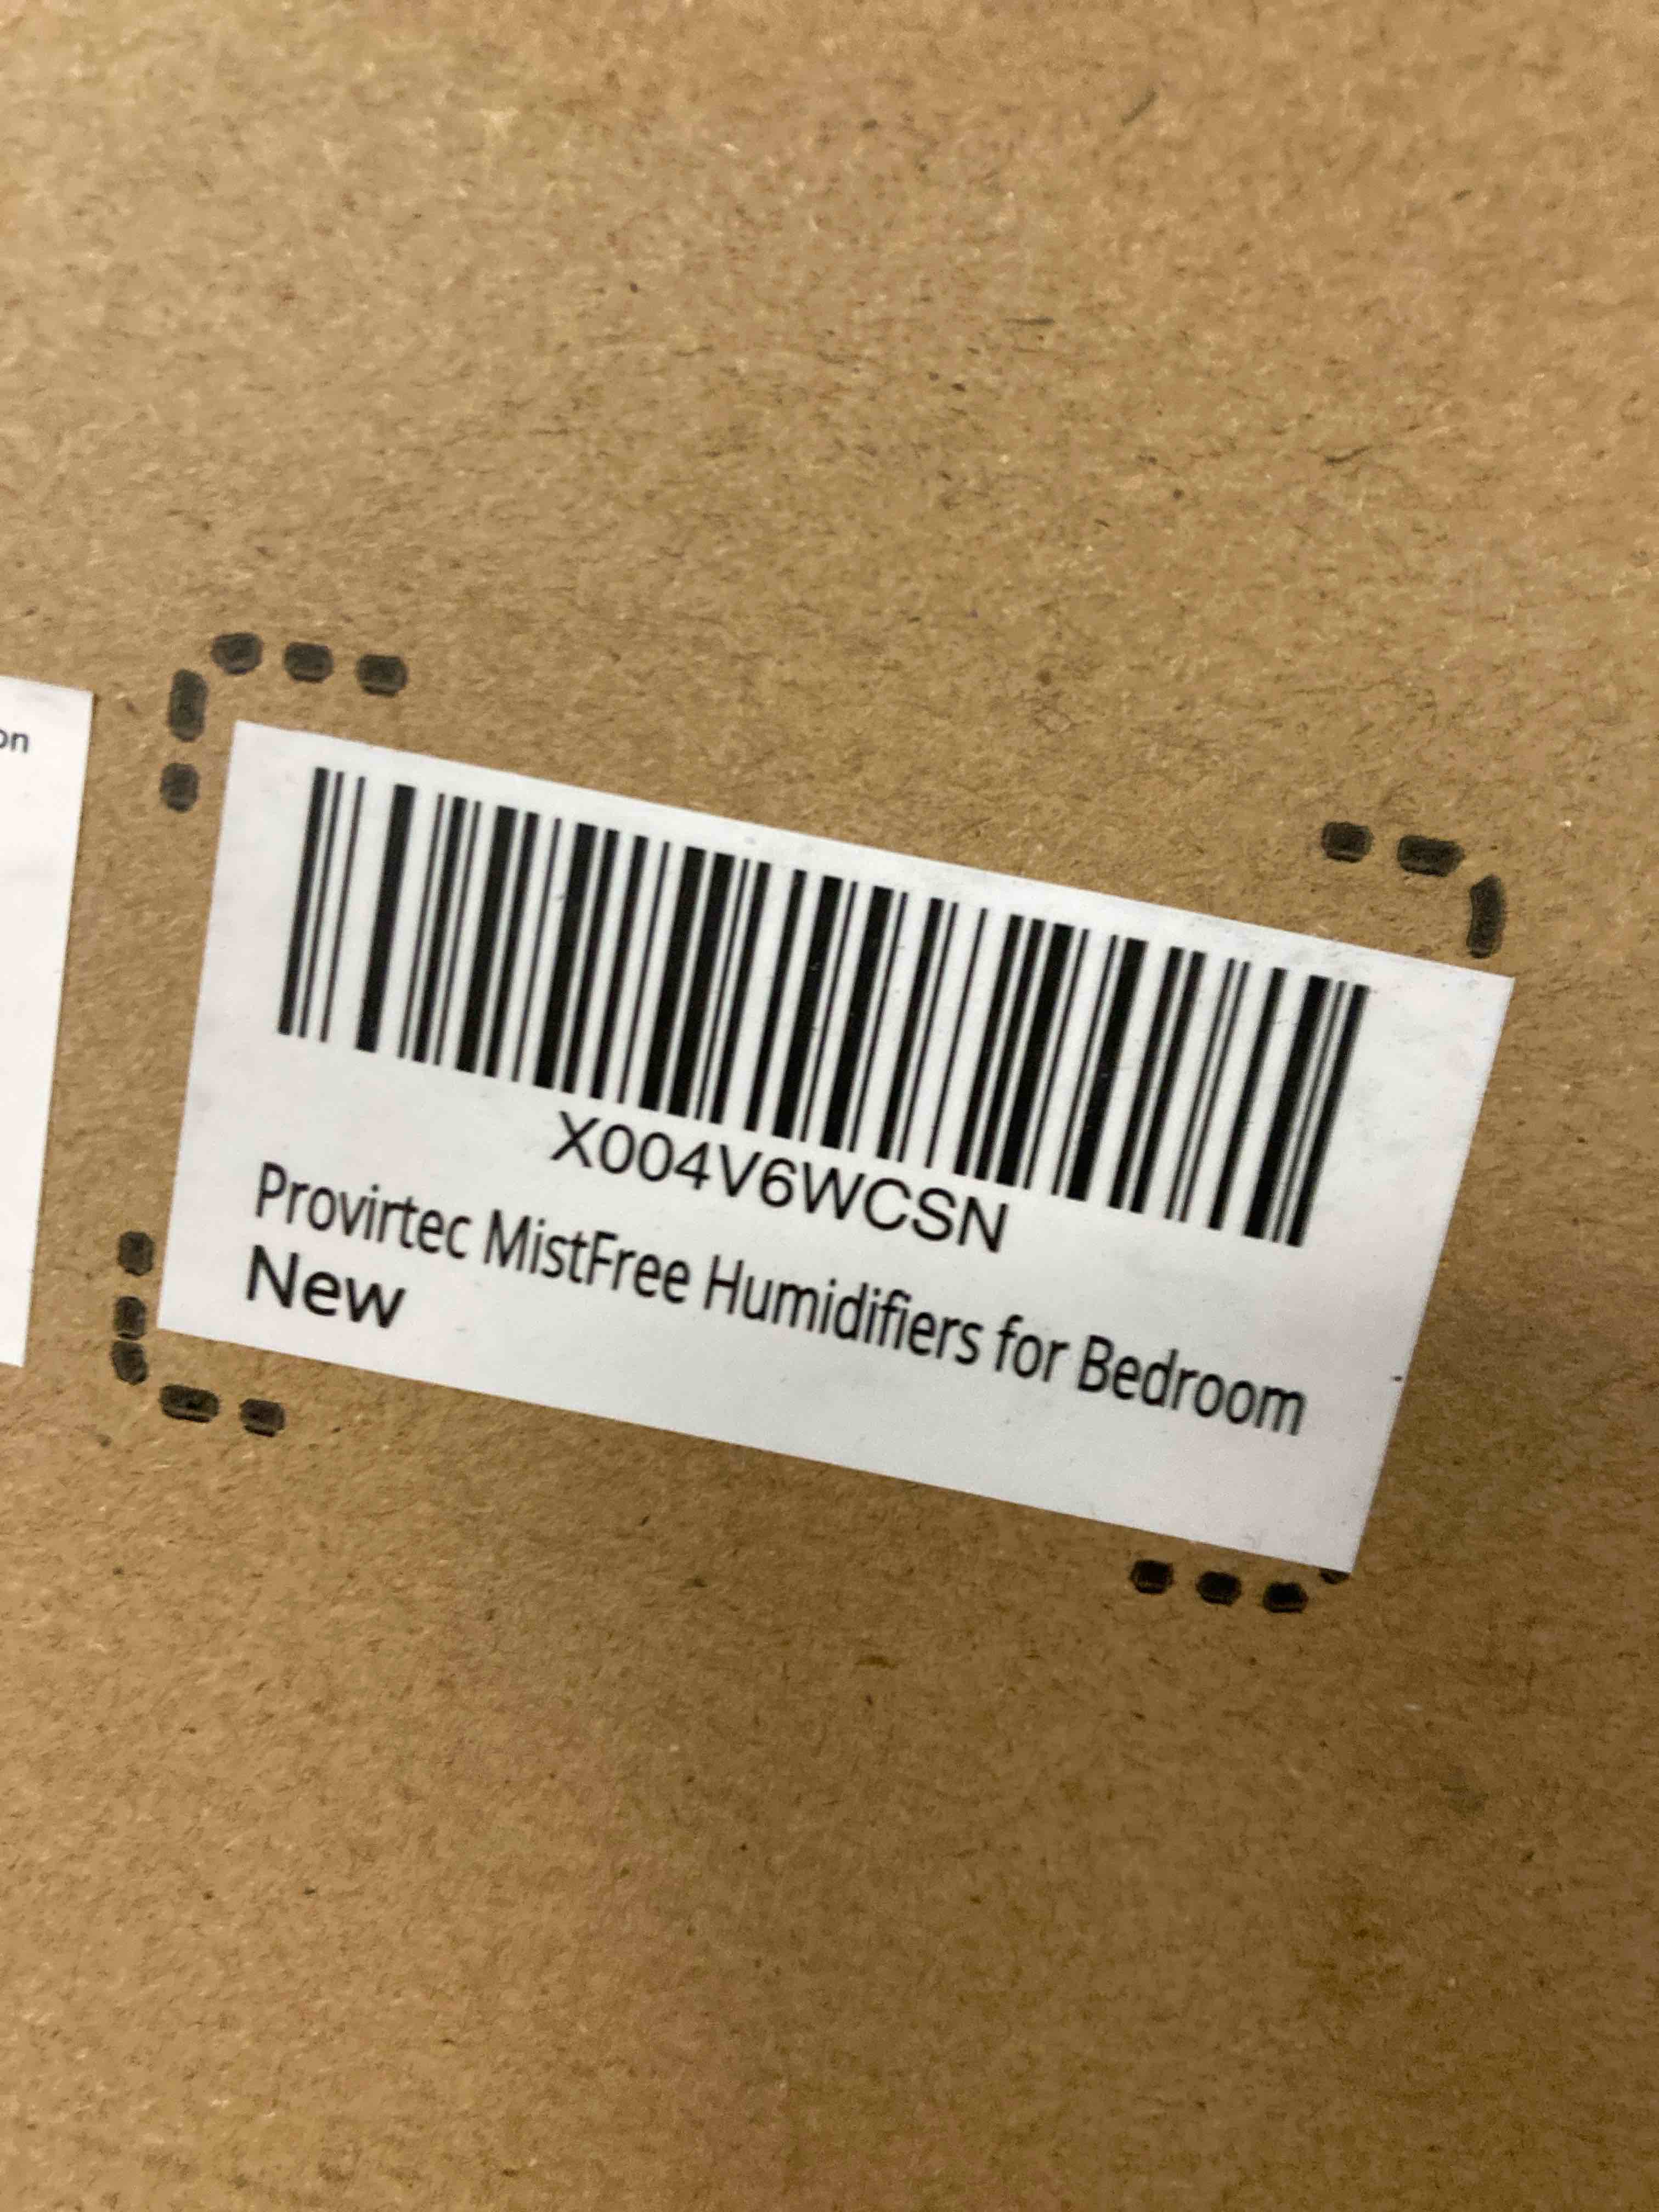 X004V6WCSN
Provirtec MistFree Humidifiers for Bedroom
New